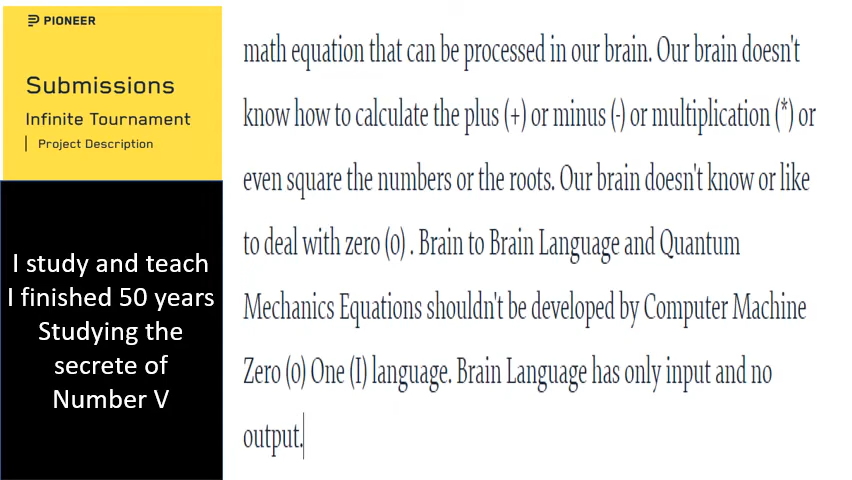 PIONEER
Submissions
Infinite Tournament
Project Description
I study and teach
I finished 50 years
Studying the
secrete of
Number V
math equation that can be processed in our brain. Our brain doesn't
know how to calculate the plus (+) or minus (-) or multiplication (*) or
even square the numbers or the roots. Our brain doesn't know or like
to deal with zero (0) . Brain to Brain Language and Quantum
Mechanics Equations shouldn't be developed by Computer Machine
Zero (0) One (I) language. Brain Language has only input and no
output.